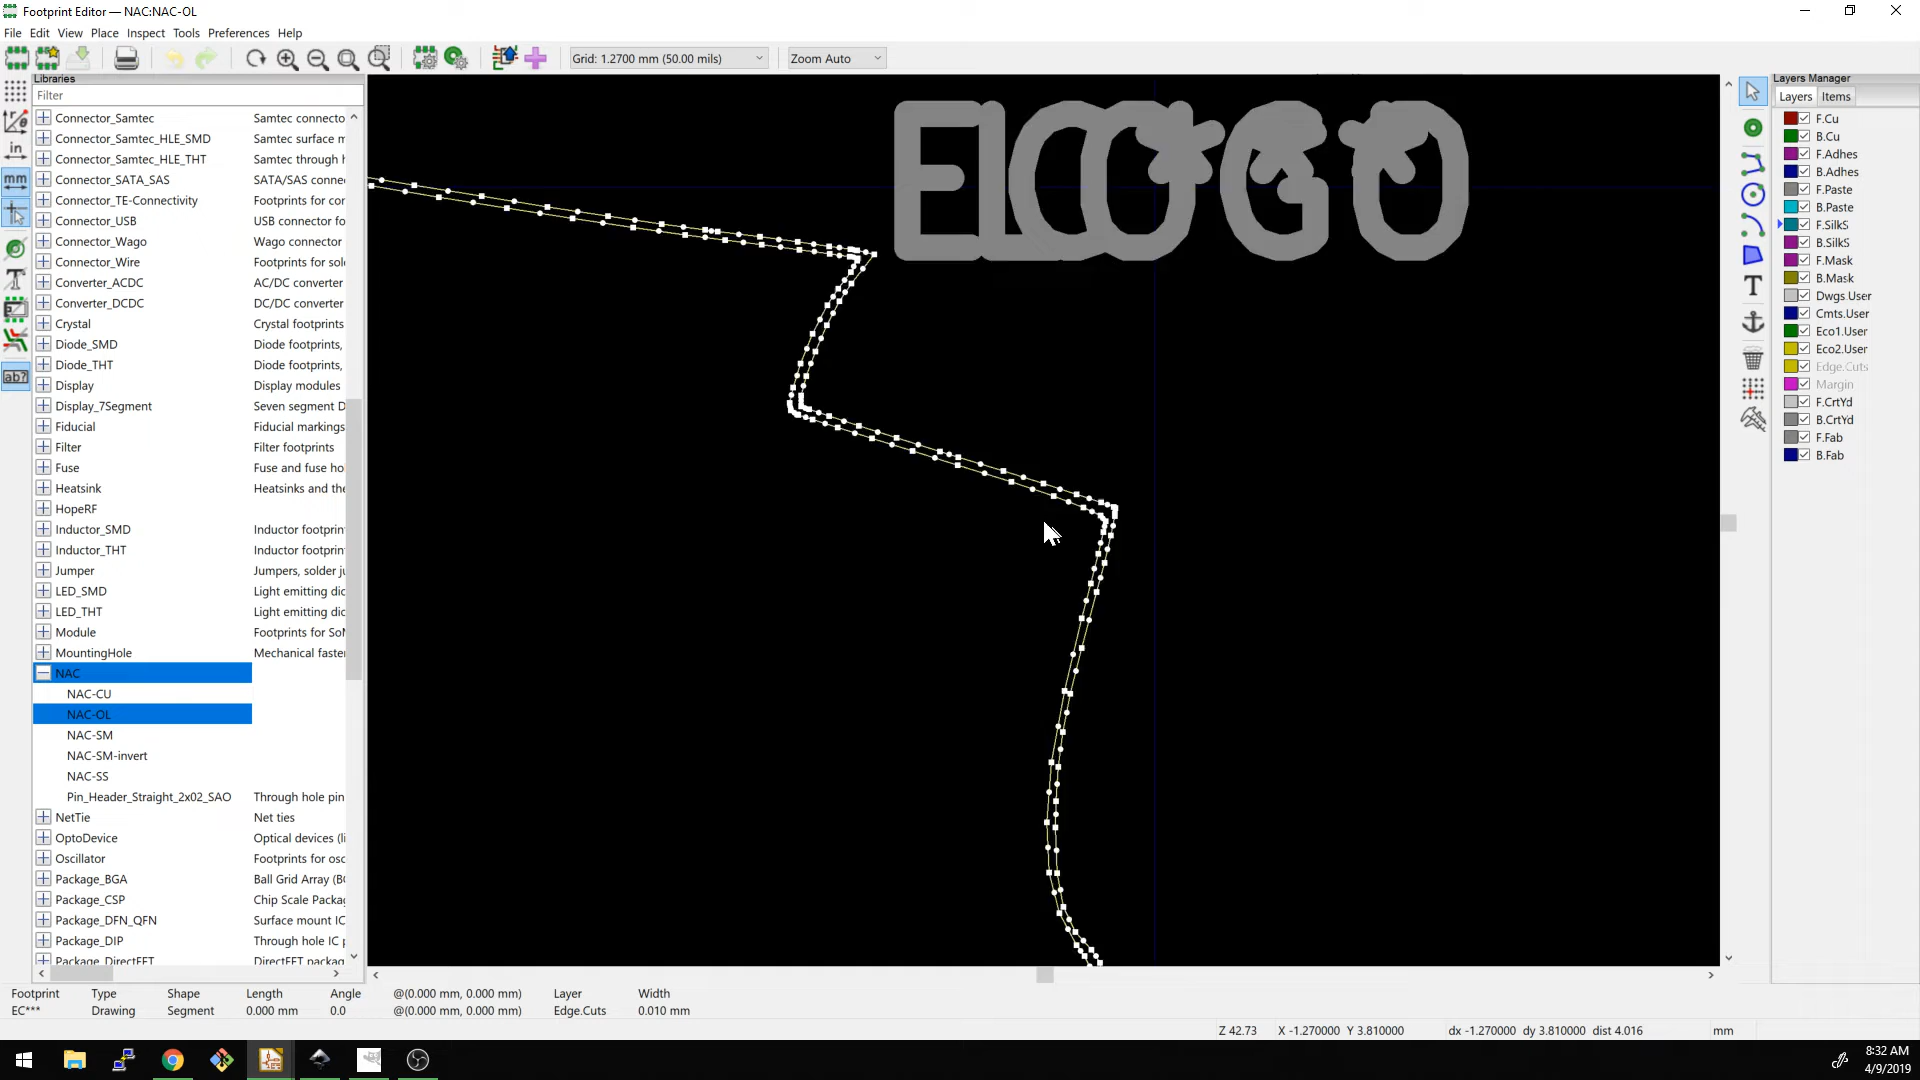 Footprint Editor — NAC:NAC-OL
File Edit View Place Inspect Tools Preferences Help
Grid: 1.2700 mm (50.00 mils)
Zoom Auto
Libraries
Filter
Connector_Samtec Samtec connecto
Connector_Samtec_HLE_SMD Samtec surface m
Connector_Samtec_HLE_THT Samtec through h
Connector_SATA_SAS SATA/SAS conne
Connector_TE-Connectivity Footprints for cor
Connector_USB USB connector fo
Connector_Wago Wago connector
Connector_Wire Footprints for sol
Converter_ACDC AC/DC converter
Converter_DCDC DC/DC converter
Crystal Crystal footprints
Diode_SMD Diode footprints,
Diode_THT Diode footprints,
Display Display modules
Display_7Segment Seven segment D
Fiducial Fiducial markings
Filter Filter footprints
Fuse Fuse and fuse hol
Heatsink Heatsinks and the
HopeRF
Inductor_SMD Inductor footprin
Inductor_THT Inductor footprin
Jumper Jumpers, solder ju
LED_SMD Light emitting dio
LED_THT Light emitting dio
Module Footprints for SoM
MountingHole Mechanical faste
NAC
NAC-CU
NAC-OL
NAC-SM
NAC-SM-invert
NAC-SS
Pin_Header_Straight_2x02_SAO Through hole pin
NetTie Net ties
OptoDevice Optical devices (li
Oscillator Footprints for osc
Package_BGA Ball Grid Array (BG
Package_CSP Chip Scale Packag
Package_DFN_QFN Surface mount IC
Package_DIP Through hole IC p
Package_DirectFET DirectFET packag
in
mm
ab?
Layers Manager
Layers Items
F.Cu
B.Cu
F.Adhes
B.Adhes
F.Paste
B.Paste
F.SilkS
B.SilkS
F.Mask
B.Mask
Dwgs.User
Cmts.User
Eco1.User
Eco2.User
Edge.Cuts
Margin
F.CrtYd
B.CrtYd
F.Fab
B.Fab
Footprint Type Shape Length Angle @(0.000 mm, 0.000 mm) Layer Width
EC*** Drawing Segment 0.000 mm 0.0 @(0.000 mm, 0.000 mm) Edge.Cuts 0.010 mm
Z 42.73 X -1.270000 Y 3.810000 dx -1.270000 dy 3.810000 dist 4.016 mm
8:32 AM
4/9/2019